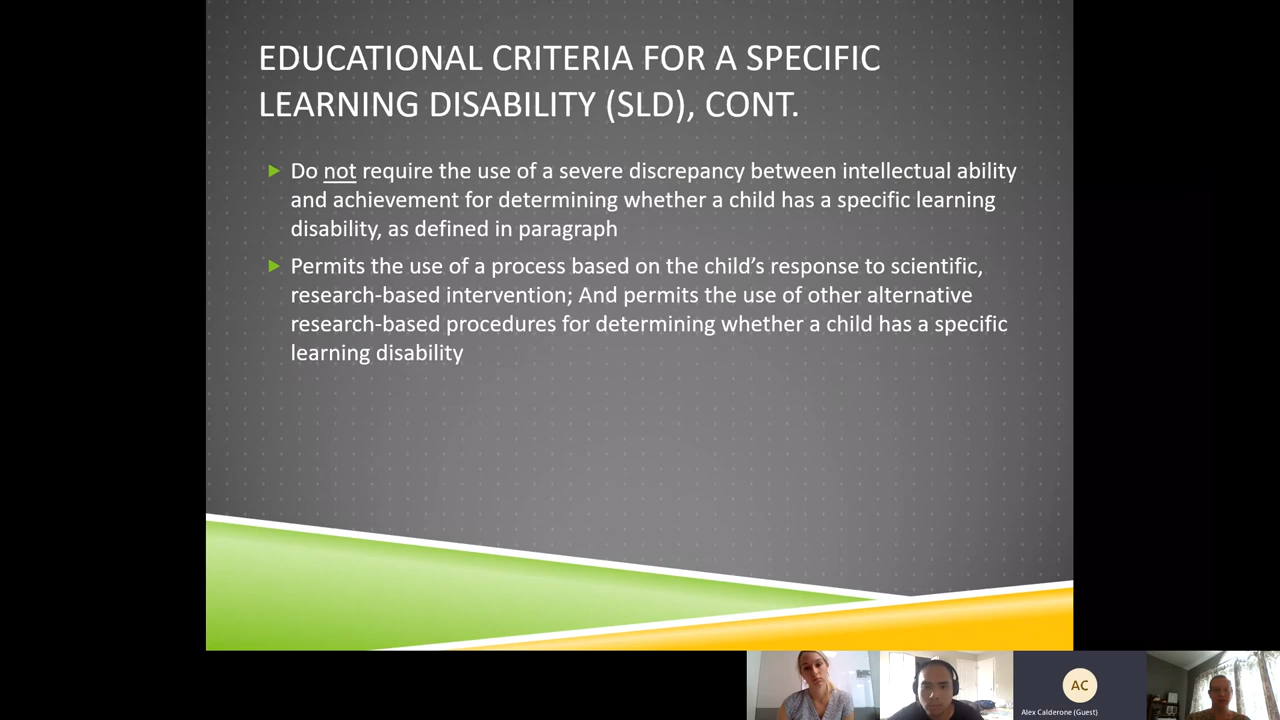 EDUCATIONAL CRITERIA FOR A SPECIFIC
LEARNING DISABILITY (SLD), CONT.
Do not require the use of a severe discrepancy between intellectual ability
and achievement for determining whether a child has a specific learning
disability, as defined in paragraph
Permits the use of a process based on the child’s response to scientific,
research-based intervention; And permits the use of other alternative
research-based procedures for determining whether a child has a specific
learning disability
AC
Alex Calderone (Guest)